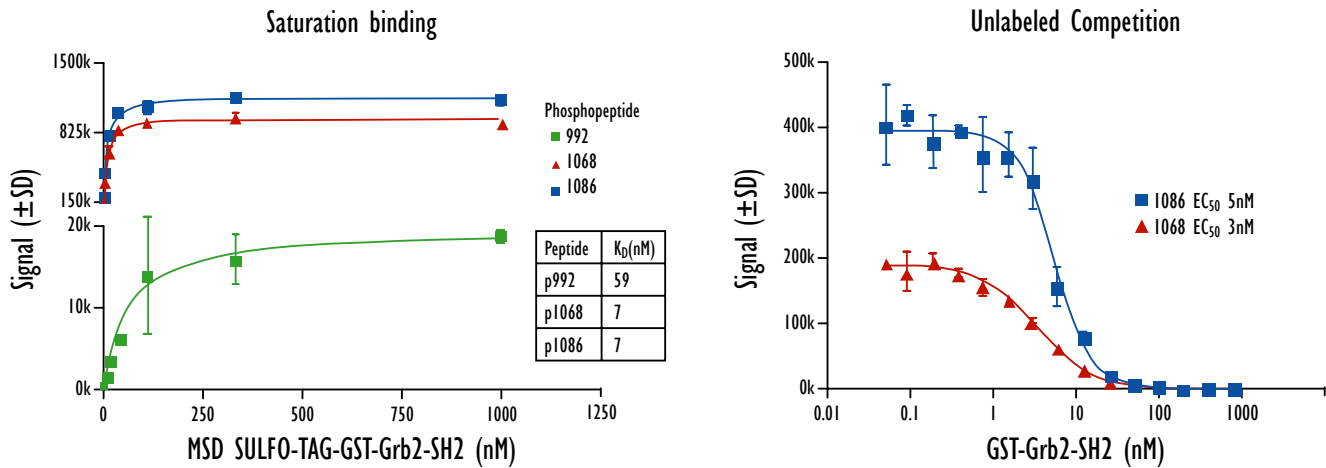 Saturation binding
1500k
825k
150k
20k
10k
0k
Signal (±SD)
0
250
500
750
1000
1250
MSD SULFO-TAG-GST-Grb2-SH2 (nM)
Phosphopeptide
992
1068
1086
Peptide K_D(nM)
p992 59
p1068 7
p1086 7
Unlabeled Competition
500k
400k
300k
200k
100k
0k
Signal (±SD)
0.01
0.1
1
10
100
1000
GST-Grb2-SH2 (nM)
1086 EC50 5nM
1068 EC50 3nM